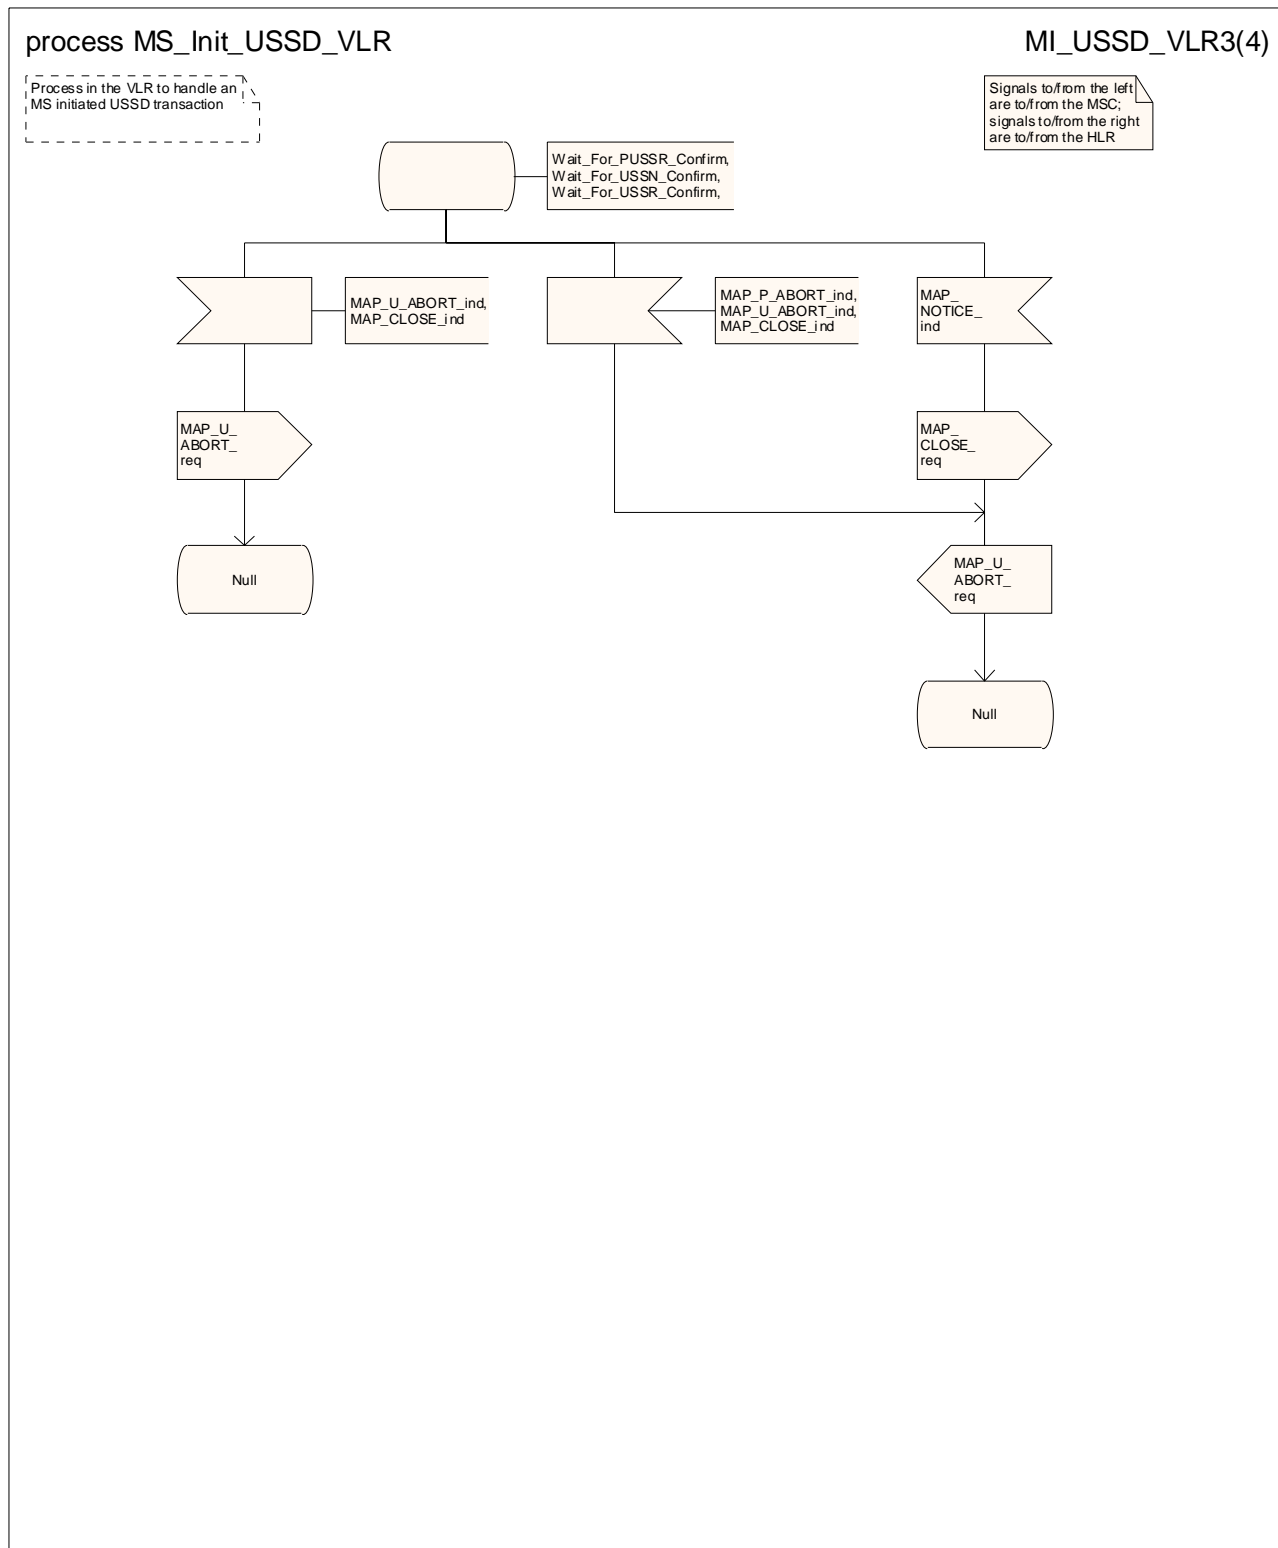 process MS_Init_USSD_VLR
MI_USSD_VLR3(4)
Process in the VLR to handle an
MS initiated USSD transaction
Signals to/from the left
are to/from the MSC;
signals to/from the right
are to/from the HLR
Wait_For_PUSSR_Confirm,
Wait_For_USSN_Confirm,
Wait_For_USSR_Confirm,
MAP_U_ABORT_ind,
MAP_CLOSE_ind
MAP_P_ABORT_ind,
MAP_U_ABORT_ind,
MAP_CLOSE_ind
MAP_
NOTICE_
ind
MAP_U_
ABORT_
req
MAP_
CLOSE_
req
Null
MAP_U_
ABORT_
req
Null